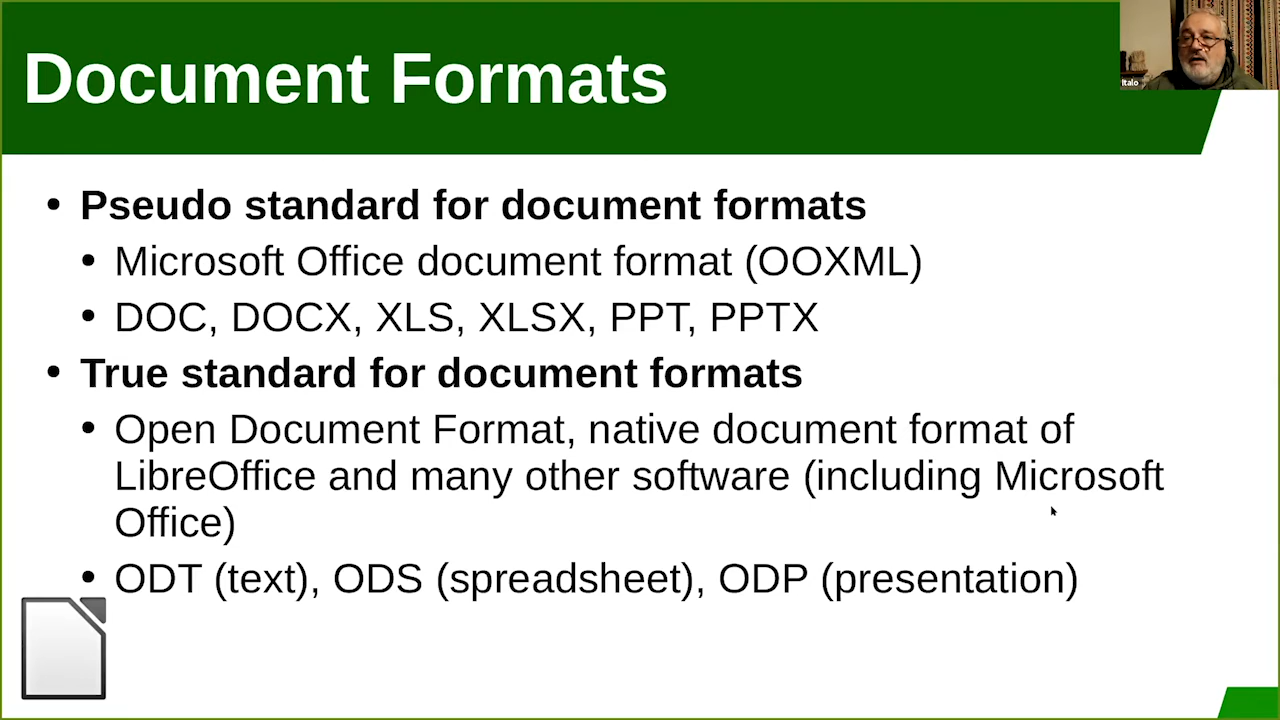 Document Formats
Italo
• Pseudo standard for document formats
• Microsoft Office document format (OOXML)
• DOC, DOCX, XLS, XLSX, PPT, PPTX
• True standard for document formats
• Open Document Format, native document format of
LibreOffice and many other software (including Microsoft
Office)
• ODT (text), ODS (spreadsheet), ODP (presentation)